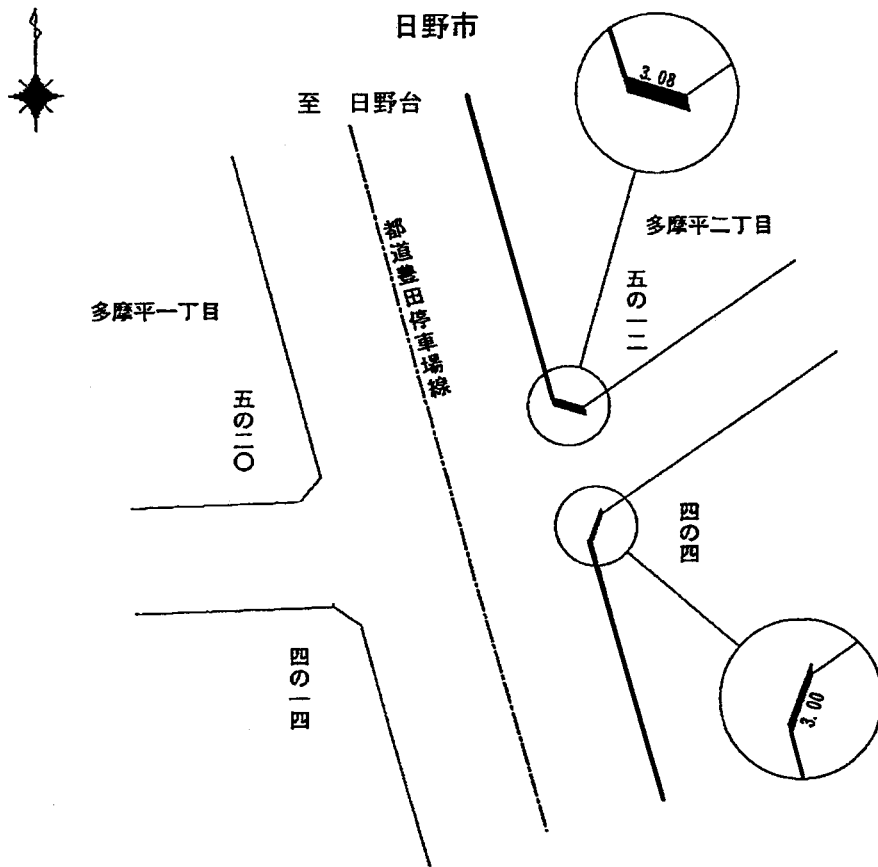 日野市
至 日野台
3.08
多摩平二丁目
都道豊田停車場線
五の一二
多摩平一丁目
五の二〇
四の四
四の一四
3.00